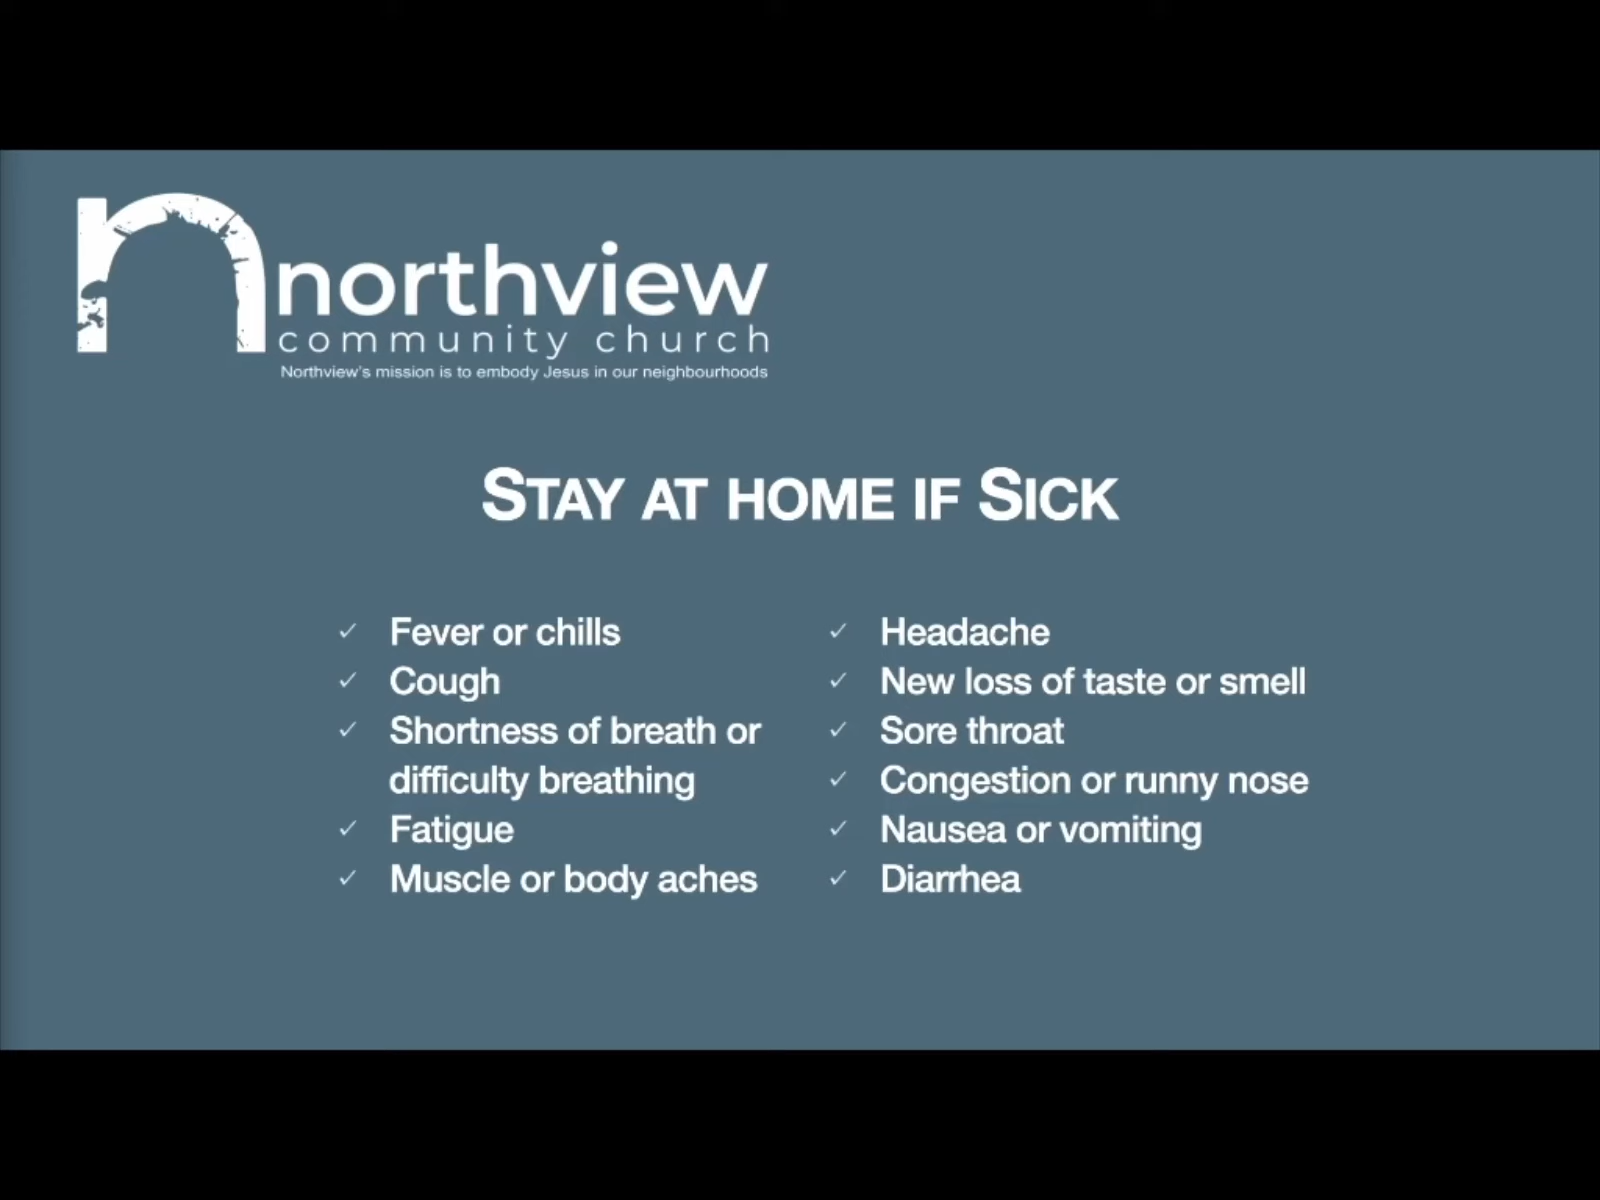 northview
community church
Northview's mission is to embody Jesus in our neighbourhoods
STAY AT HOME IF SICK
✓ Fever or chills
✓ Cough
✓ Shortness of breath or
difficulty breathing
✓ Fatigue
✓ Muscle or body aches
✓ Headache
✓ New loss of taste or smell
✓ Sore throat
✓ Congestion or runny nose
✓ Nausea or vomiting
✓ Diarrhea